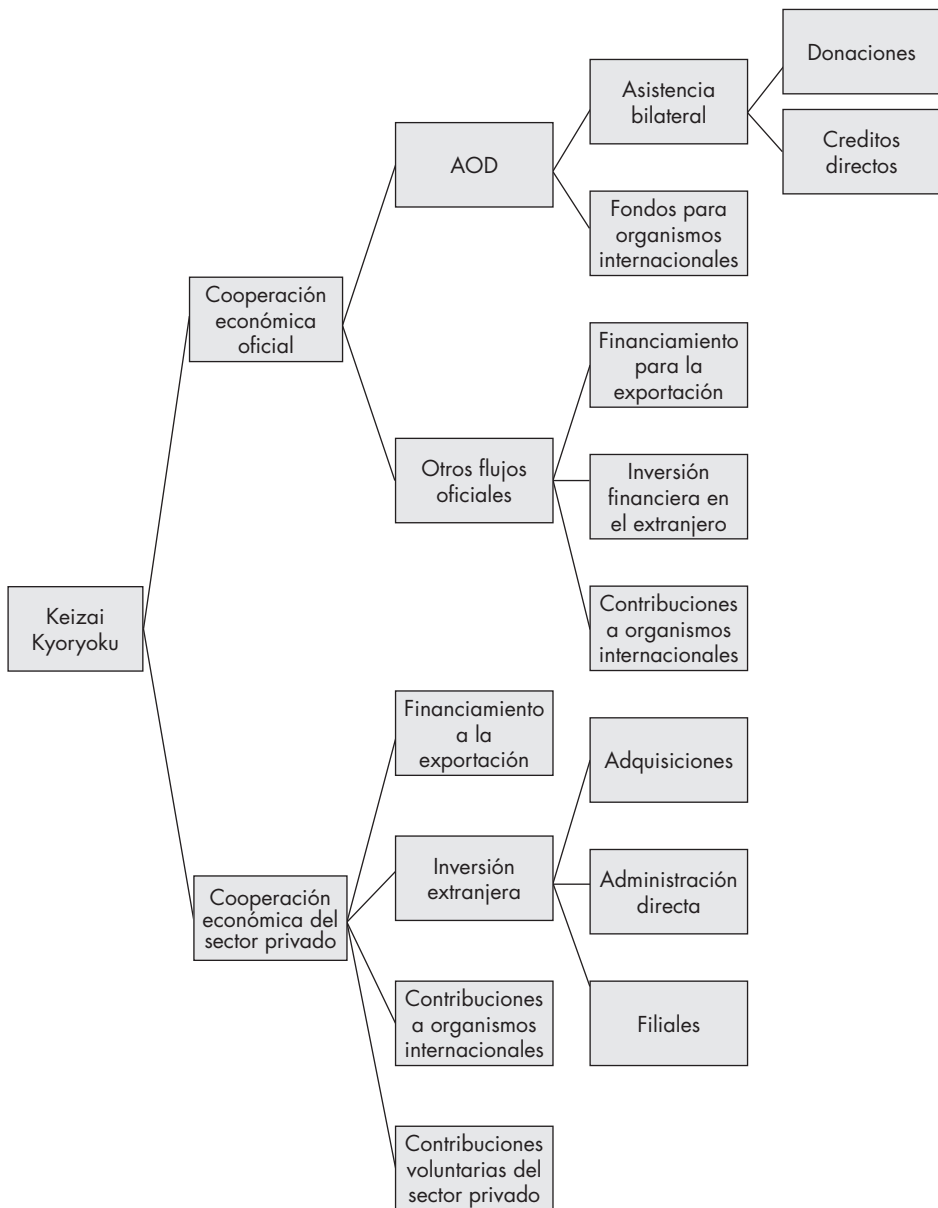 Donaciones
Asistencia
bilateral
Creditos
directos
AOD
Fondos para
organismos
internacionales
Cooperación
económica
oficial
Financiamiento
para la
exportación
Otros flujos
oficiales
Inversión
financiera en
el extranjero
Keizai
Kyoryoku
Contribuciones
a organismos
internacionales
Financiamiento
a la
exportación
Adquisiciones
Inversión
extranjera
Administración
directa
Cooperación
económica del
sector privado
Contribuciones
a organismos
internacionales
Filiales
Contribuciones
voluntarias del
sector privado